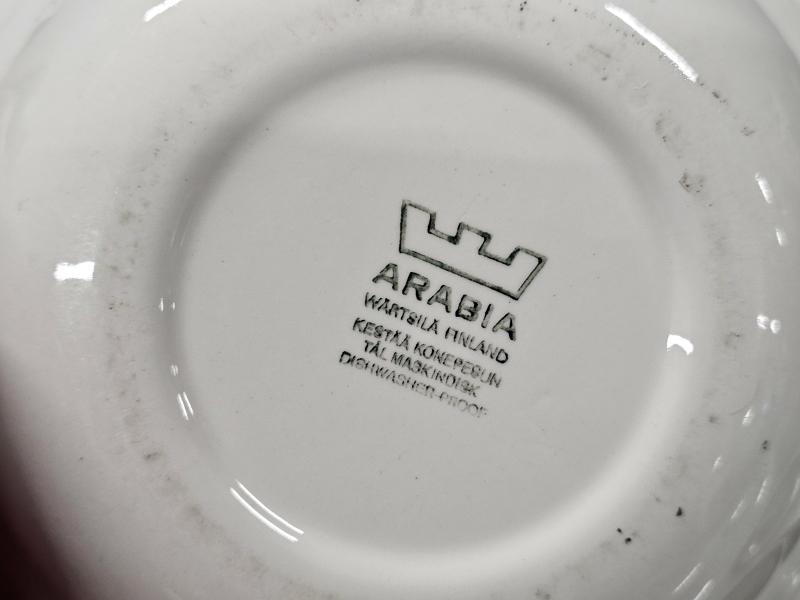 ARABIA
WÄRTSILÄ FINLAND
KESTÄÄ KONEPESUN
TÅL MASKINDISK
DISHWASHER-PROOF